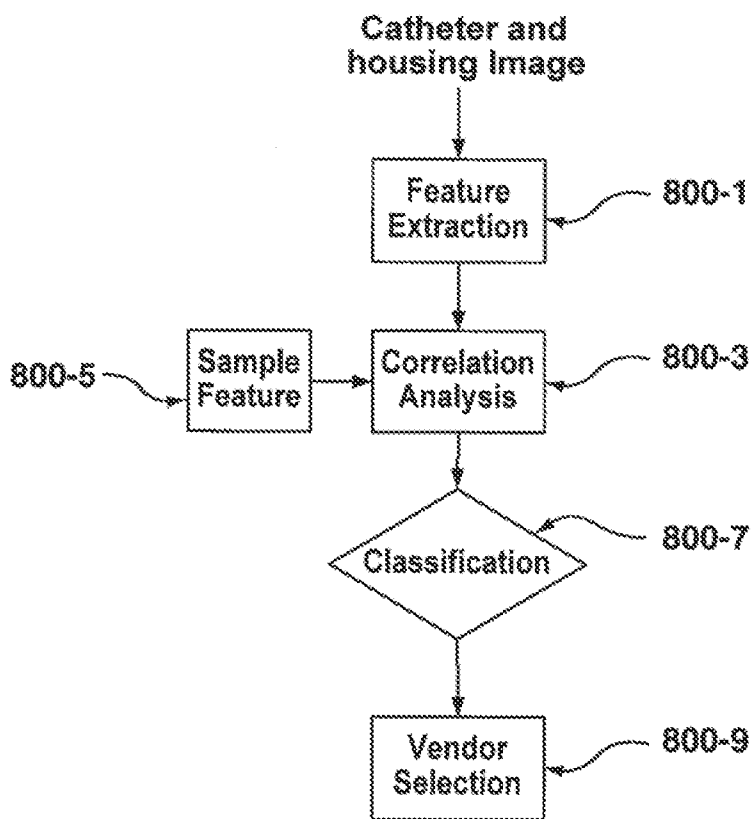 Catheter and
housing Image
Feature
Extraction
800-1
Sample
Feature
800-5
Correlation
Analysis
800-3
Classification
800-7
Vendor
Selection
800-9